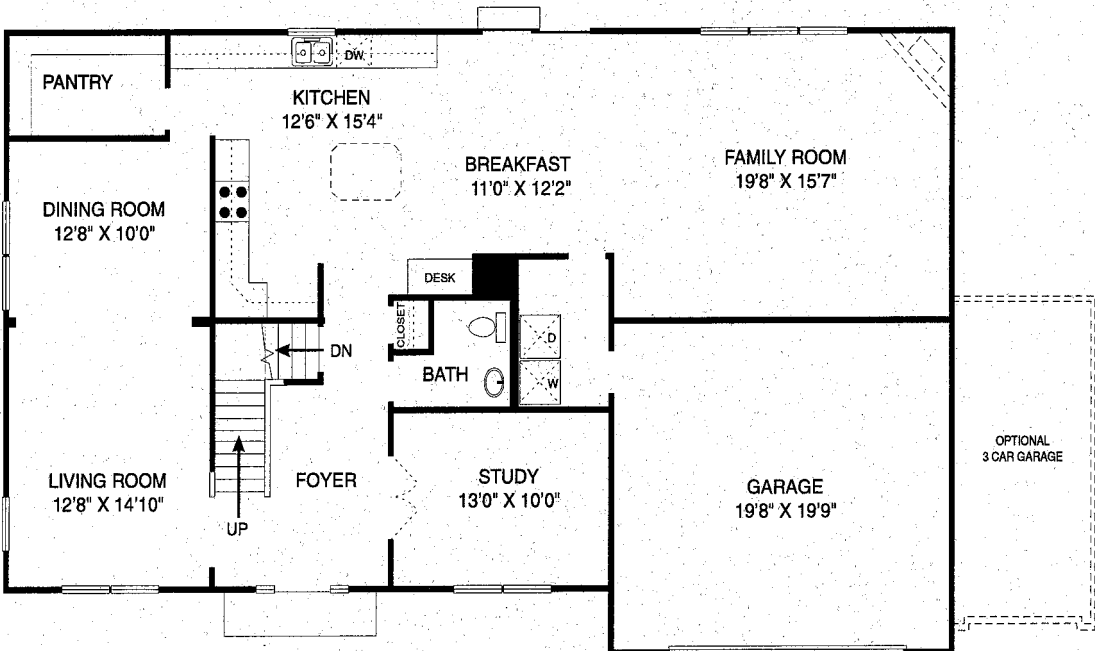 PANTRY
DW
KITCHEN
12'6" X 15'4"
BREAKFAST
11'0" X 12'2"
FAMILY ROOM
19'8" X 15'7"
DINING ROOM
12'8" X 10'0"
DESK
CLOSET
DN
D
BATH
W
LIVING ROOM
12'8" X 14'10"
UP
FOYER
STUDY
13'0" X 10'0"
GARAGE
19'8" X 19'9"
OPTIONAL
3 CAR GARAGE